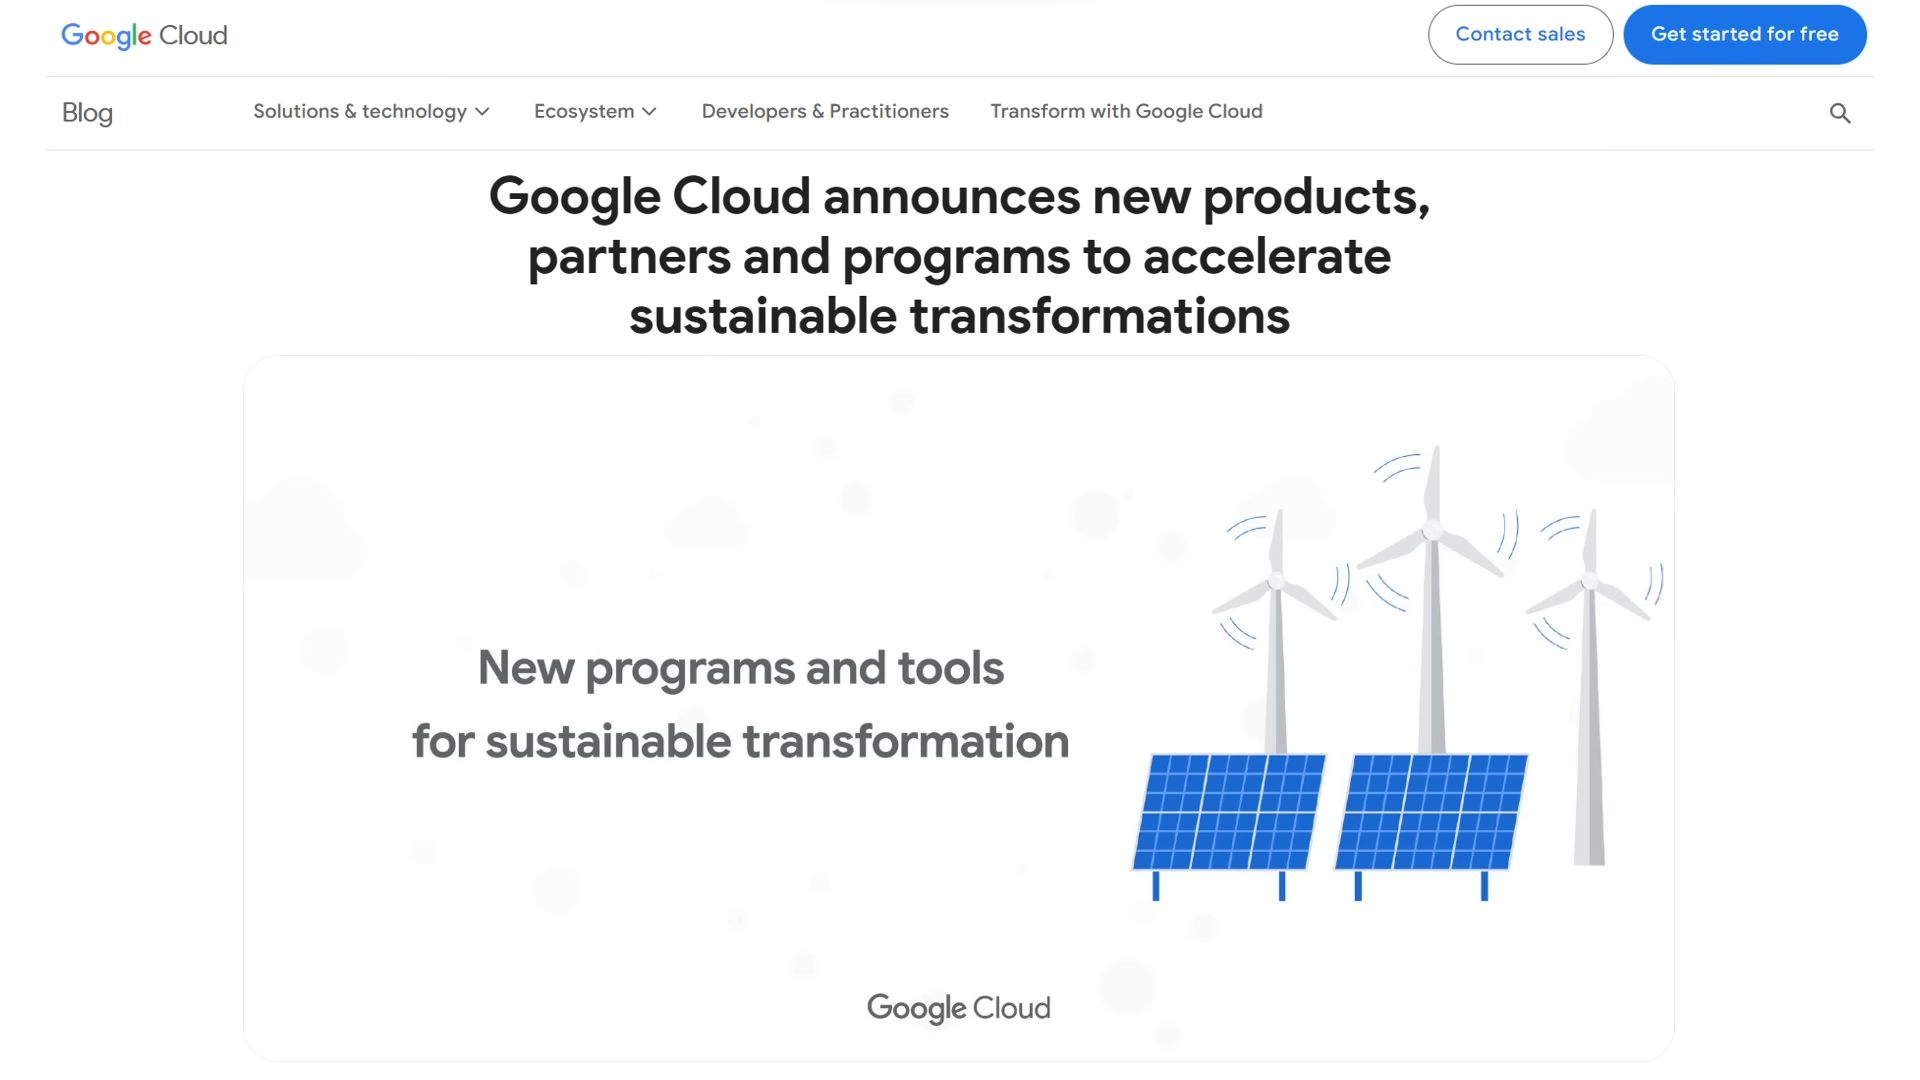 Google Cloud
Contact sales
Get started for free
Blog
Solutions & technology
Ecosystem
Developers & Practitioners
Transform with Google Cloud
Google Cloud announces new products,
partners and programs to accelerate
sustainable transformations
New programs and tools
for sustainable transformation
Google Cloud